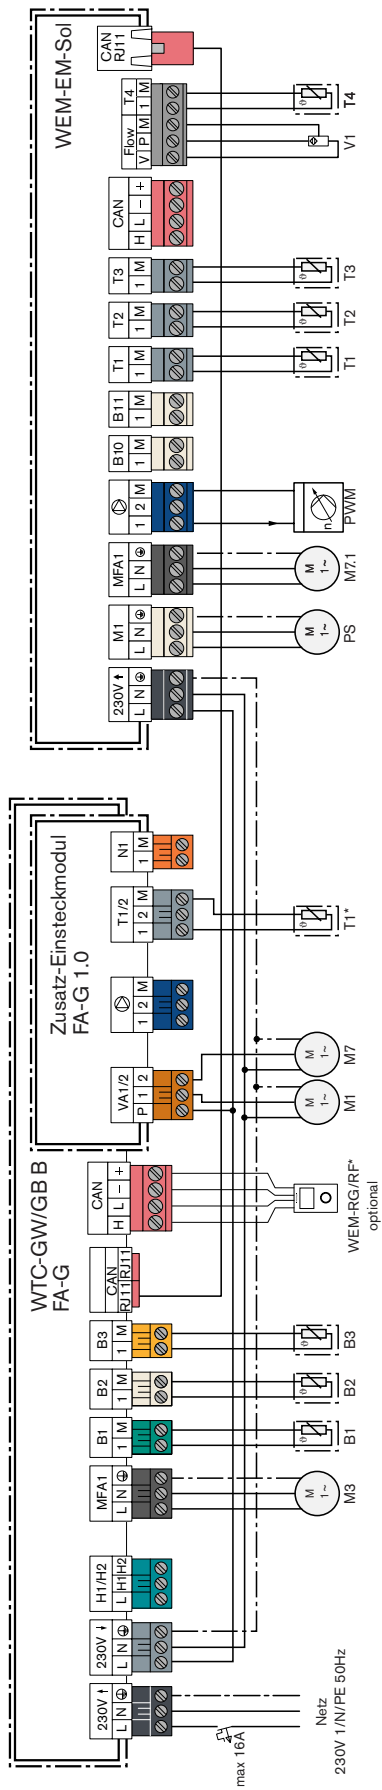 WTC-GW/GB B
FA-G
230V ↑
L N
230V ↓
L N
H1/H2
L H1 H2
MFA1
L N
B1
1 M
B2
1 M
B3
1 M
CAN
RJ11 RJ11
CAN
H L − +
Zusatz-Einsteckmodul
FA-G 1.0
VA1/2
P 1 2
1 2 M
T1/2
1 2 M
N1
1 M
WEM-EM-Sol
230V ↑
L N
M1
L N
MFA1
L N
1 2 M
B10
1 M
B11
1 M
T1
1 M
T2
1 M
T3
1 M
CAN
H L − +
Flow T4
V P M 1 M
CAN
RJ11
max 16A
Netz
230V 1/N/PE 50Hz
M
1~
M3
ϑ
B1
ϑ
B2
ϑ
B3
WEM-RG/RF*
optional
M
1~
M1
M
1~
M7
ϑ
T1*
M
1~
PS
M
1~
M7.1
n
PWM
ϑ
T1
ϑ
T2
ϑ
T3
V1
ϑ
T4